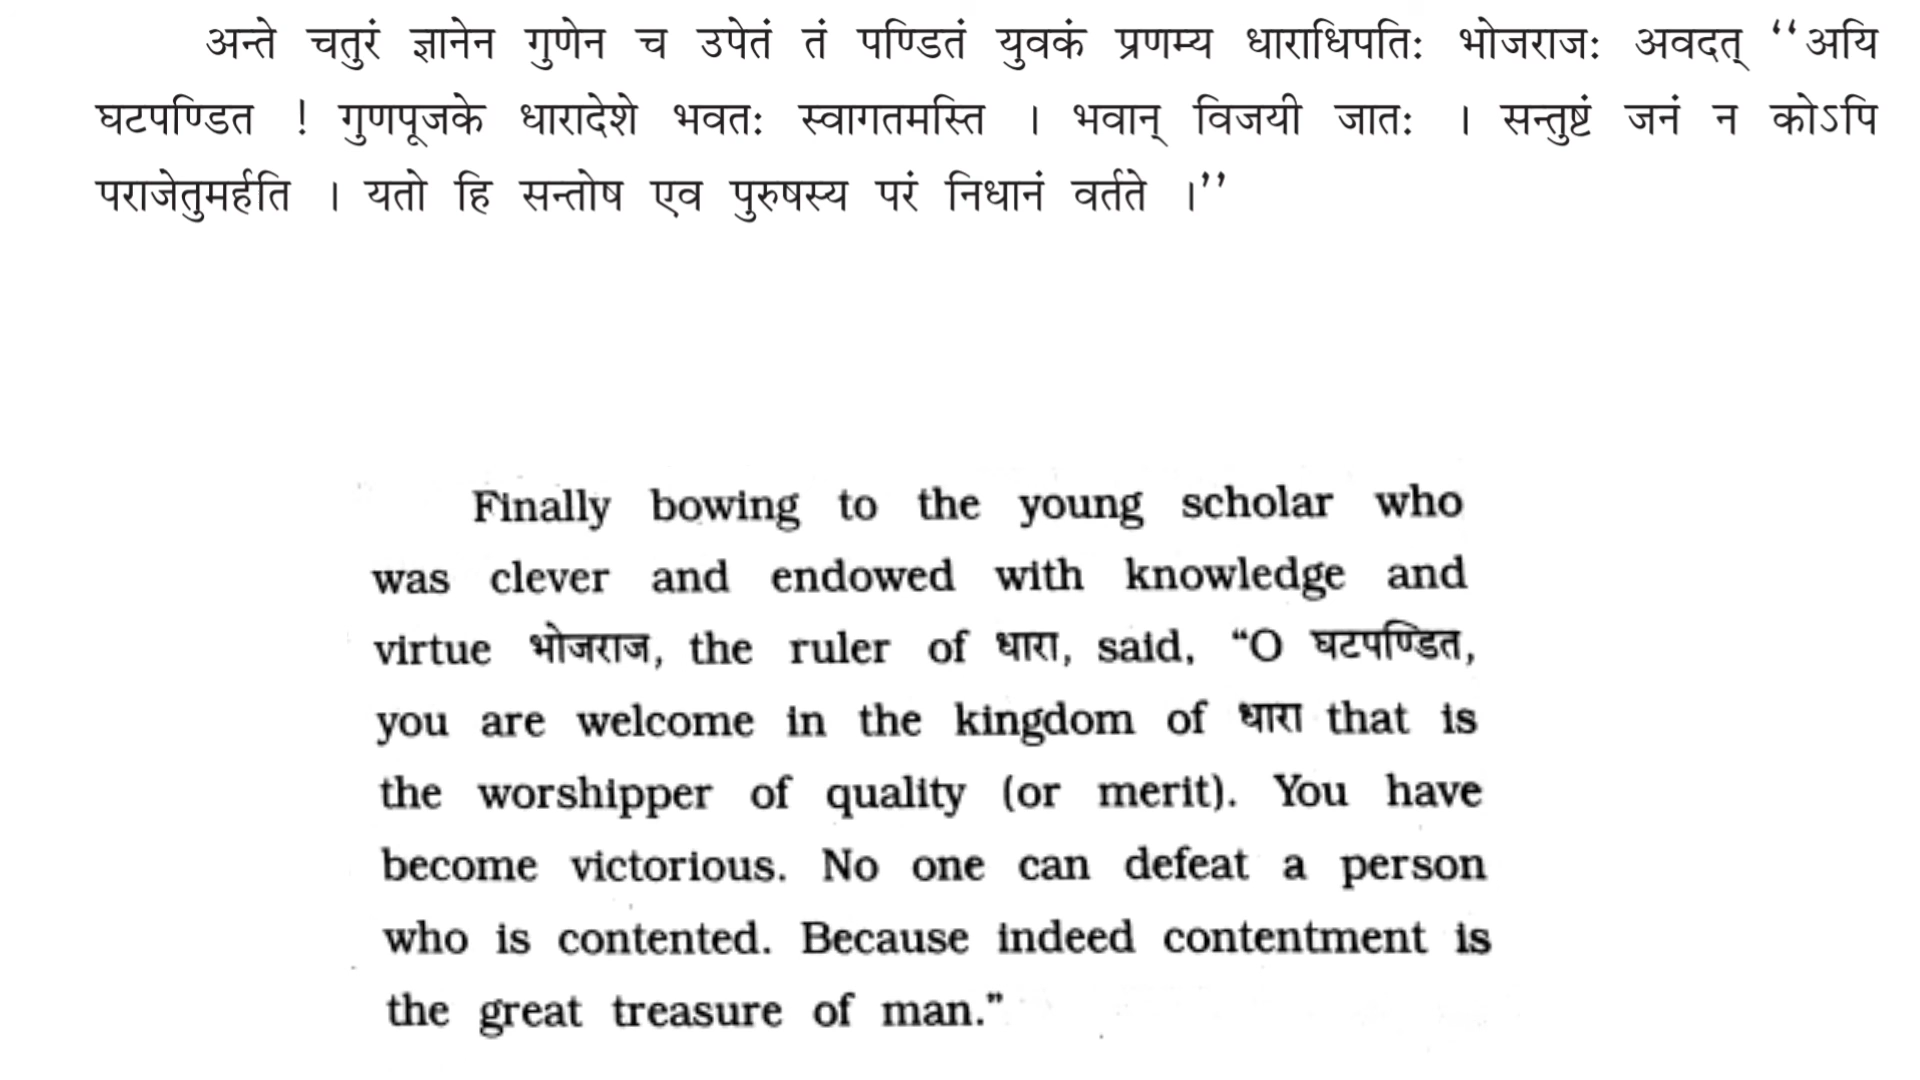 अन्ते चतुरं ज्ञानेन गुणेन च उपेतं तं पण्डितं युवकं प्रणम्य धाराधिपतिः भोजराजः अवदत् ‘‘अयि
घटपण्डित ! गुणपूजके धारादेशे भवतः स्वागतमस्ति । भवान् विजयी जातः । सन्तुष्टं जनं न कोऽपि
पराजेतुमर्हति । यतो हि सन्तोष एव पुरुषस्य परं निधानं वर्तते ।’’
Finally bowing to the young scholar who
was clever and endowed with knowledge and
virtue भोजराज, the ruler of धारा, said, “O घटपण्डित,
you are welcome in the kingdom of धारा that is
the worshipper of quality (or merit). You have
become victorious. No one can defeat a person
who is contented. Because indeed contentment is
the great treasure of man.”